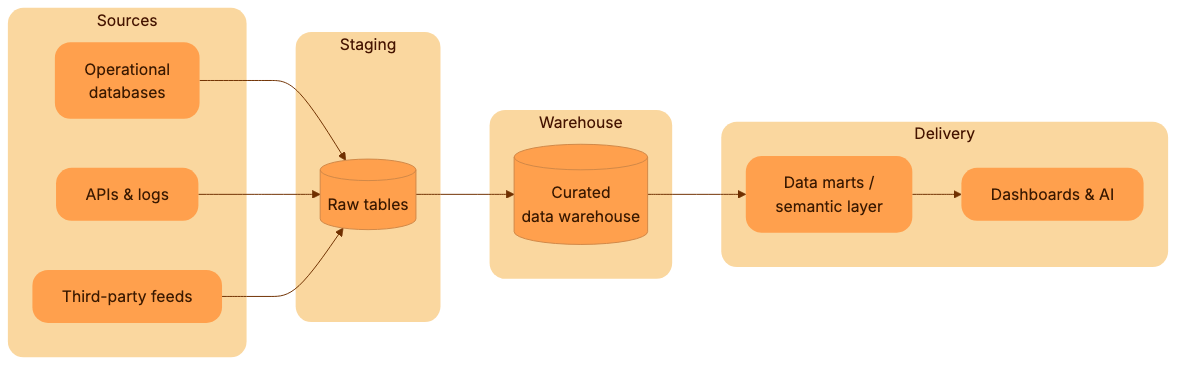 Sources
Operational
databases
APIs & logs
Third-party feeds
Staging
Raw tables
Warehouse
Curated
data warehouse
Delivery
Data marts /
semantic layer
Dashboards & AI